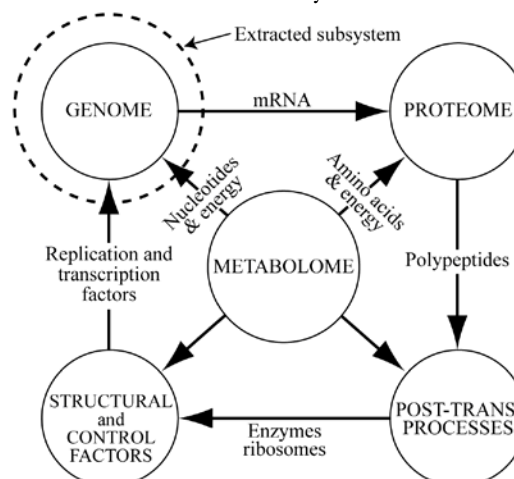 Extracted subsystem
GENOME
mRNA
PROTEOME
Nucleotides
& energy
Amino acids
& energy
Replication and
transcription
factors
METABOLOME
Polypeptides
STRUCTURAL
and
CONTROL
FACTORS
Enzymes
ribosomes
POST-TRANS
PROCESSES